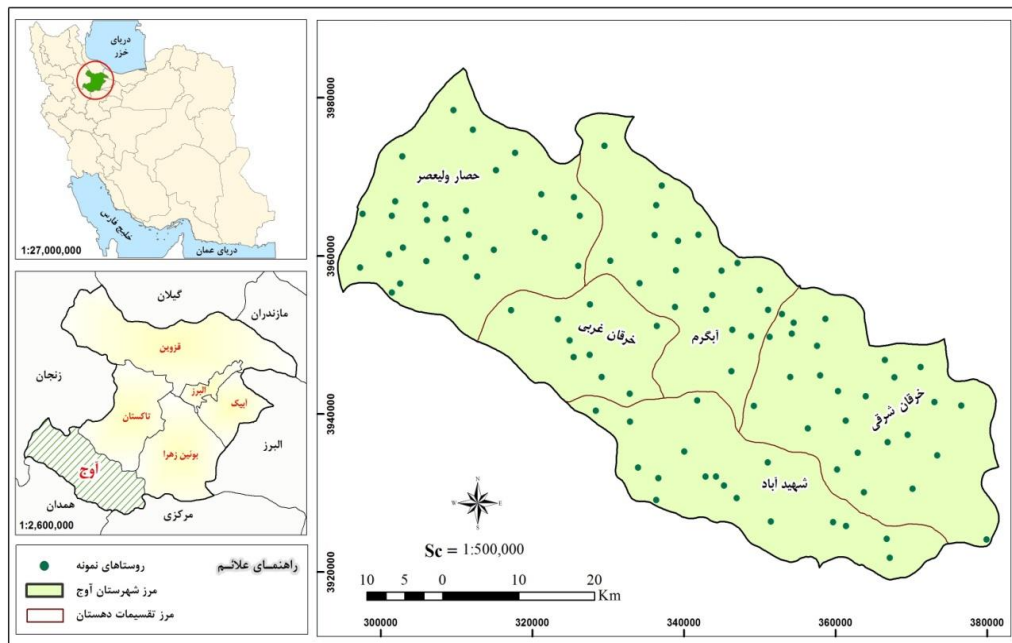 دریای
خزر
خلیج فارس
دریای عمان
1:27,000,000
گیلان
مازندران
قزوین
زنجان
البرز
آبیک
تاکستان
البرز
بوئین زهرا
آوج
همدان
مرکزی
1:2,600,000
راهنمـای علائـم
روستاهای نمونه
مرز شهرستان آوج
مرز تقسیمات دهستان
3980000
3960000
3940000
3920000
حصار ولیعصر
خرقان غربی
آبگرم
خرقان شرقی
شهید آباد
N
W
E
S
Sc = 1:500,000
10 5 0 10 20
Km
300000 320000 340000 360000 380000